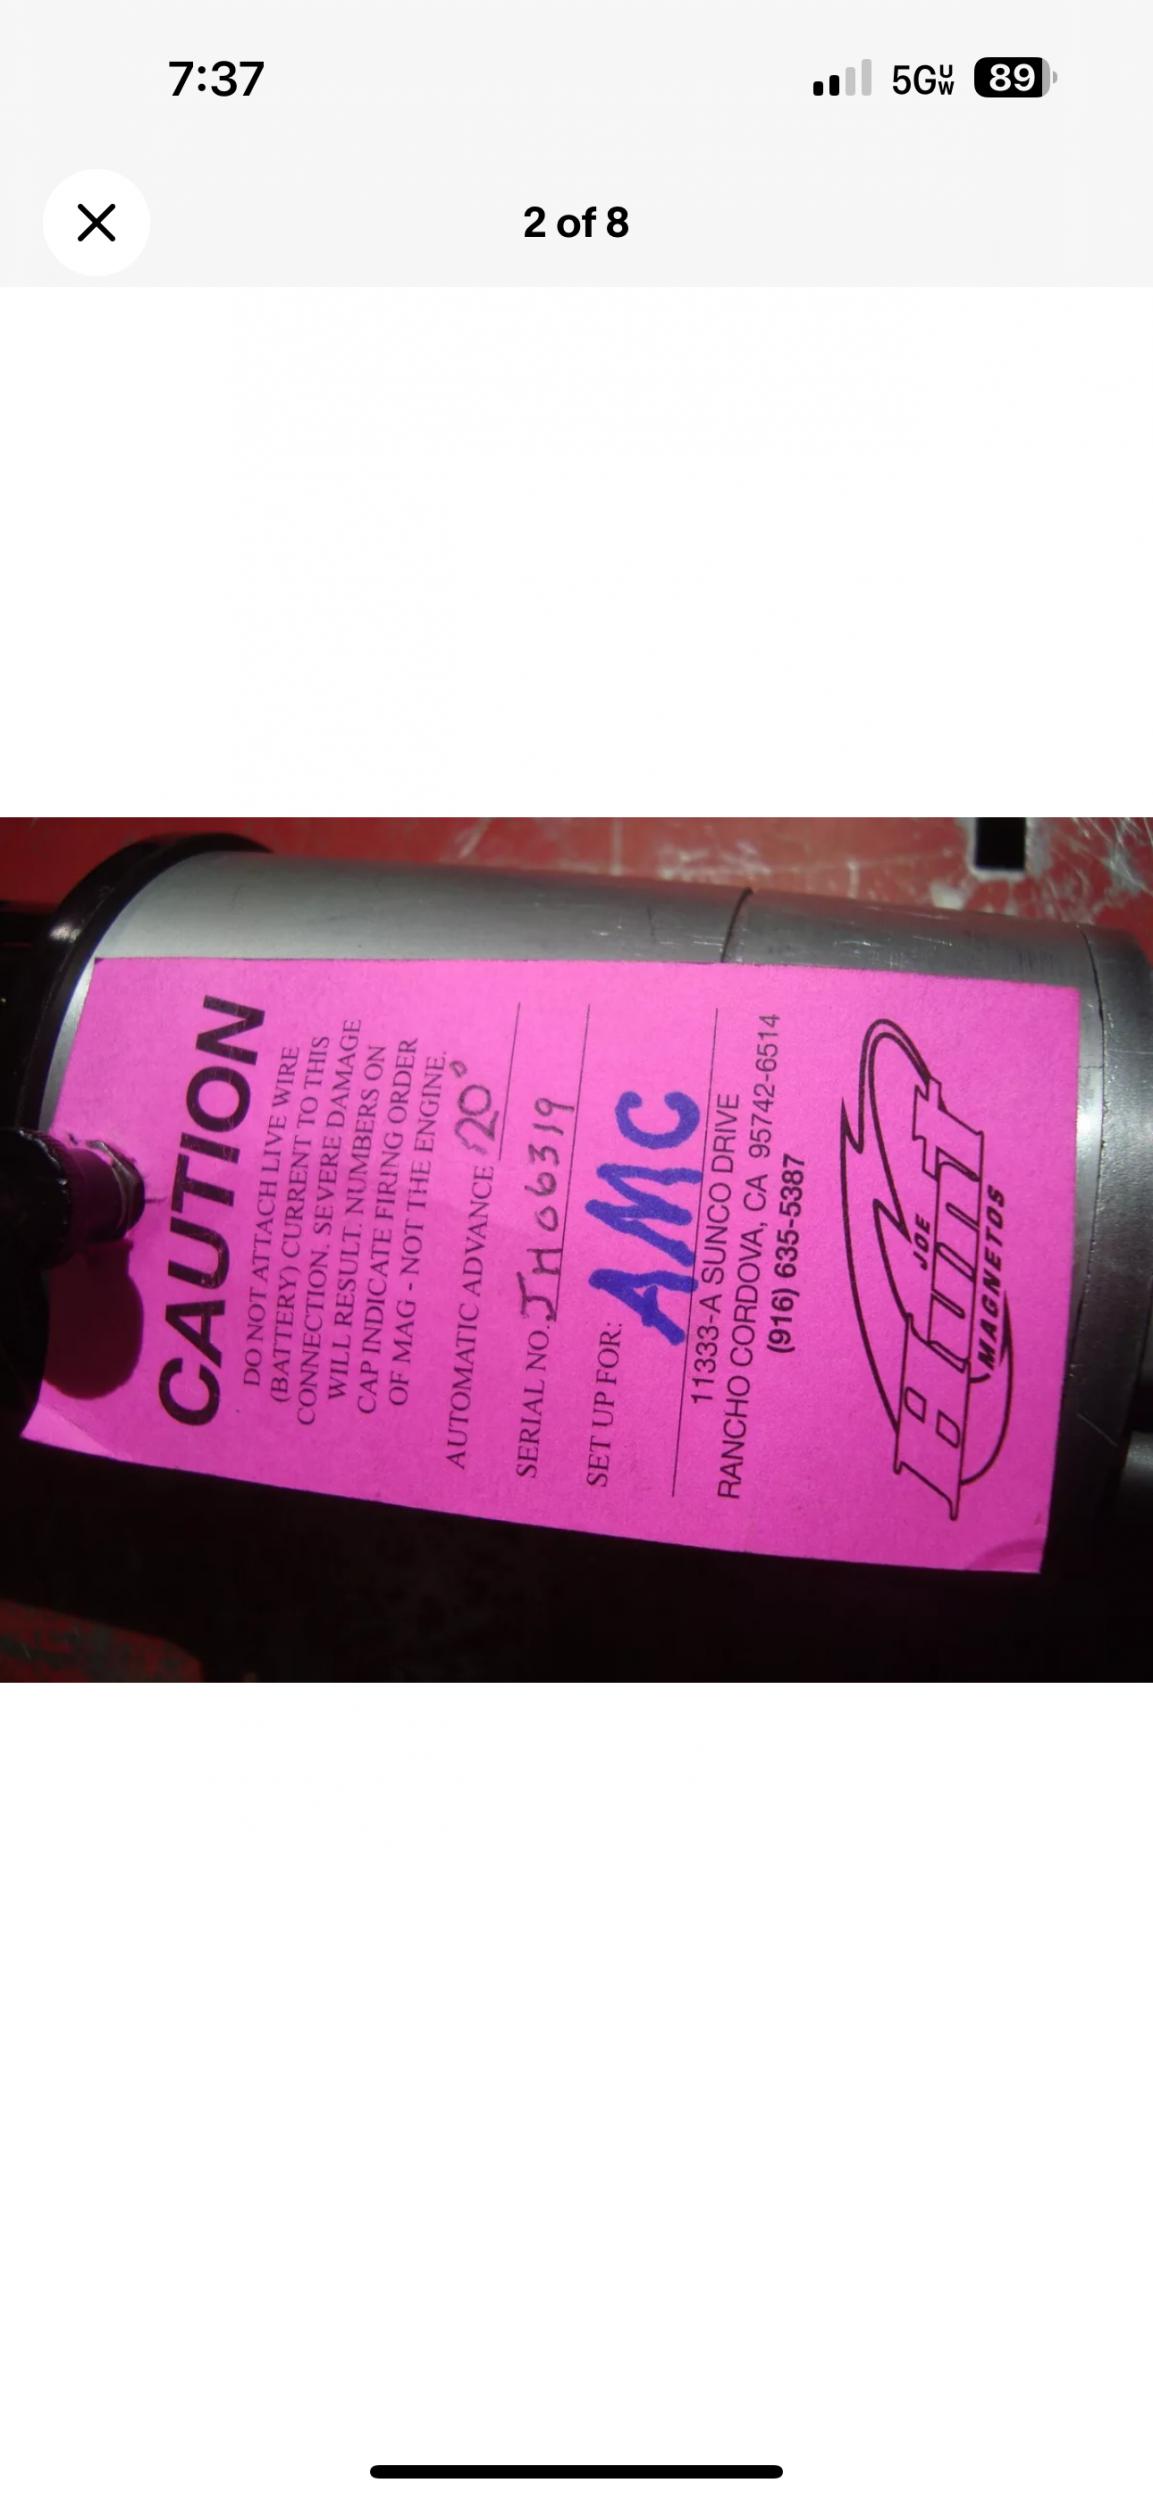 7:37
5GUW
89
2 of 8
CAUTION
DO NOT ATTACH LIVE WIRE
(BATTERY) CURRENT TO THIS
CONNECTION. SEVERE DAMAGE
WILL RESULT. NUMBERS ON
CAP INDICATE FIRING ORDER
OF MAG - NOT THE ENGINE.
AUTOMATIC ADVANCE 20°
SERIAL NO. JH06319
SET UP FOR: AMC
11333-A SUNCO DRIVE
RANCHO CORDOVA, CA 95742-6514
(916) 635-5387
JOE
HUNT
MAGNETOS